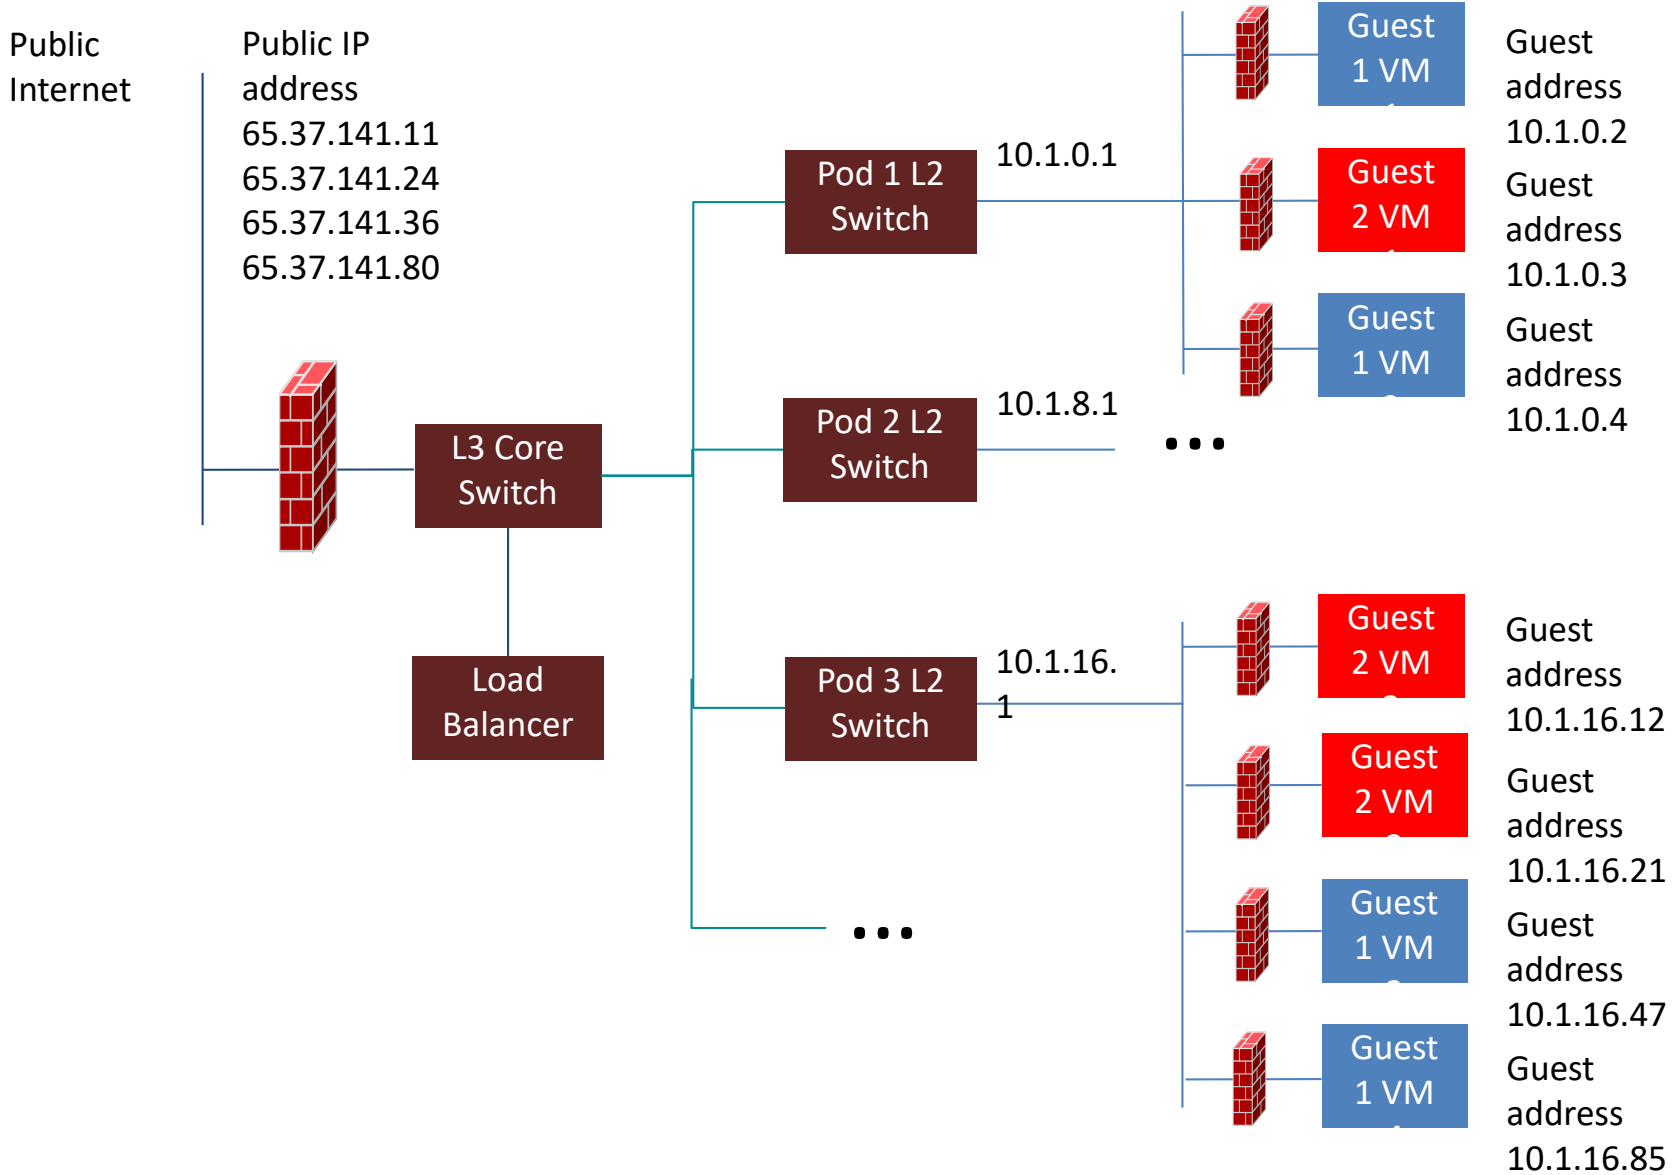 Public
Internet
Public IP
address
65.37.141.11
65.37.141.24
65.37.141.36
65.37.141.80
L3 Core
Switch
Load
Balancer
Pod 1 L2
Switch
10.1.0.1
Pod 2 L2
Switch
10.1.8.1
...
Pod 3 L2
Switch
10.1.16.
1
...
Guest
1 VM
Guest
address
10.1.0.2
Guest
2 VM
Guest
address
10.1.0.3
Guest
1 VM
Guest
address
10.1.0.4
Guest
2 VM
Guest
address
10.1.16.12
Guest
2 VM
Guest
address
10.1.16.21
Guest
1 VM
Guest
address
10.1.16.47
Guest
1 VM
Guest
address
10.1.16.85